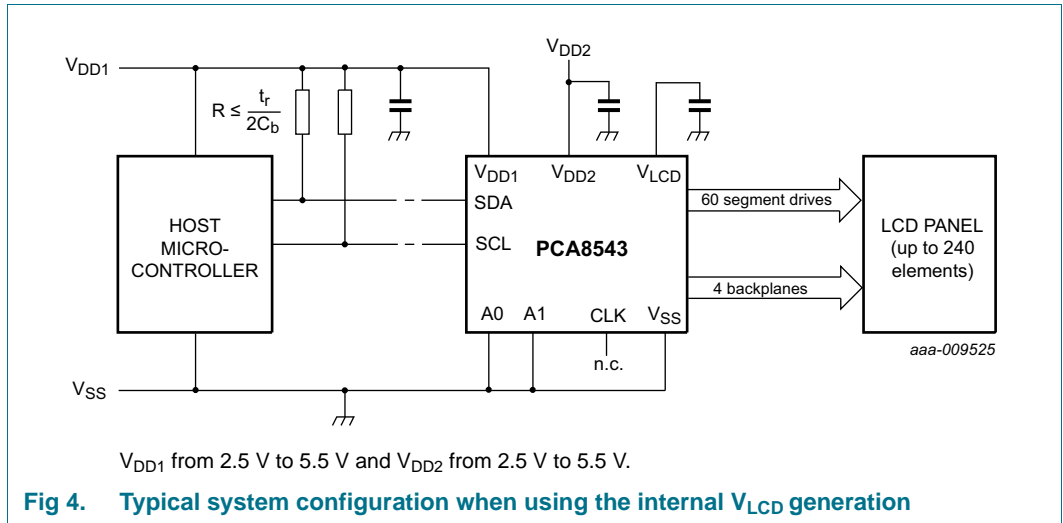 VDD1
VDD2
R ≤ tr
2Cb
VDD1
VDD2
VLCD
SDA
SCL
HOST
MICRO-
CONTROLLER
PCA8543
60 segment drives
4 backplanes
LCD PANEL
(up to 240
elements)
A0
A1
CLK
VSS
n.c.
aaa-009525
VSS
VDD1 from 2.5 V to 5.5 V and VDD2 from 2.5 V to 5.5 V.
Fig 4. Typical system configuration when using the internal VLCD generation